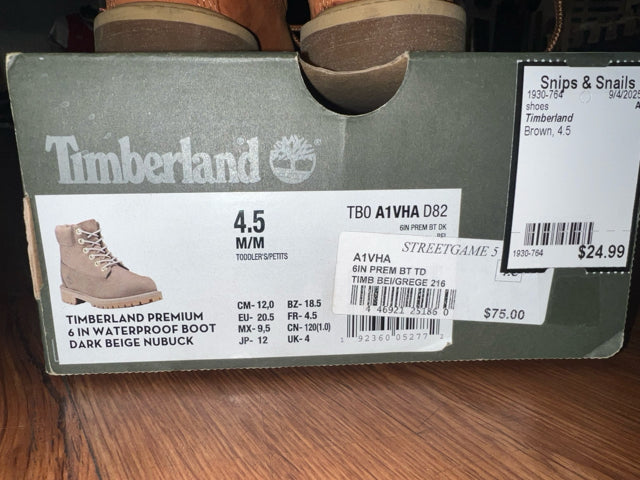 Timberland
4.5
M/M
TODDLER'S/PETITS
TB0 A1VHA D82
6IN PREM BT DK
TIMBERLAND PREMIUM
6 IN WATERPROOF BOOT
DARK BEIGE NUBUCK
CM- 12,0 BZ- 18.5
EU- 20.5 FR- 4.5
MX- 9,5 CN- 120(1.0)
JP- 12 UK- 4
1 92360 05277 2
STREETGAME 5
A1VHA
6IN PREM BT TD
TIMB BEI/GREGE 216
4 46921 25186 0
$75.00
Snips & Snails
1930-764 9/4/202
shoes
Timberland
Brown, 4.5
1930-764
$24.99